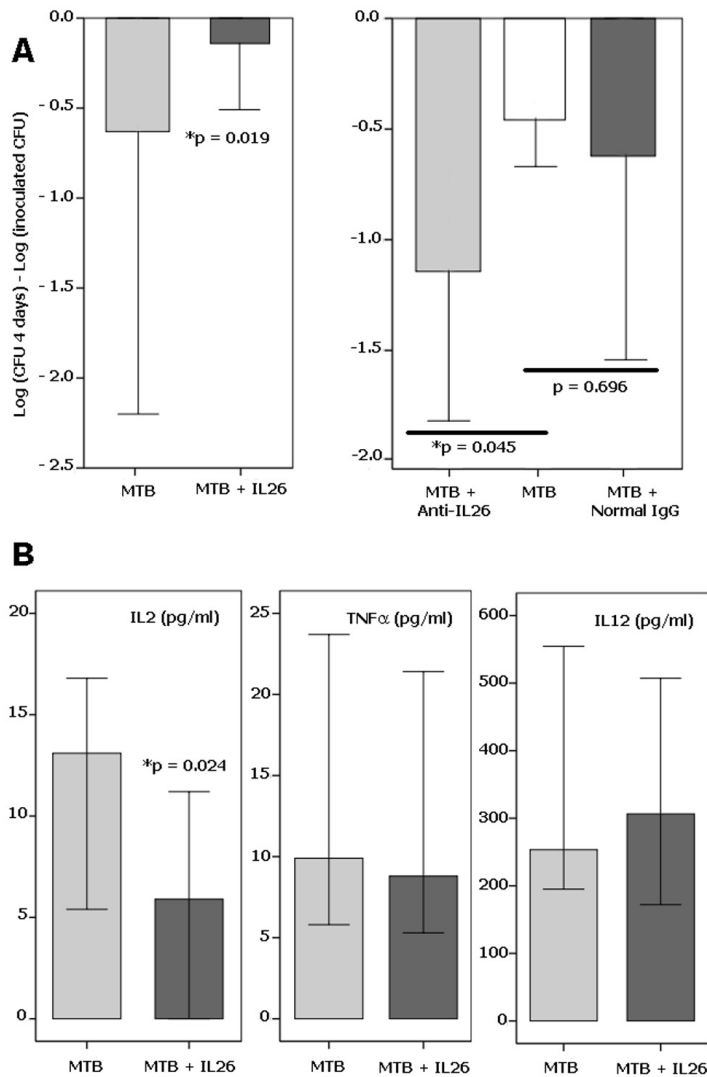 A
Log (CFU 4 days) - Log (inoculated CFU)
0.0
- 0.5
- 1.0
- 1.5
- 2.0
- 2.5
*p = 0.019
MTB
MTB + IL26
0.0
-0.5
-1.0
-1.5
-2.0
p = 0.696
*p = 0.045
MTB +
Anti-IL26
MTB
MTB +
Normal IgG
B
IL2 (pg/ml)
20
15
10
5
0
*p = 0.024
MTB
MTB + IL26
TNFα (pg/ml)
25
20
15
10
5
0
MTB
MTB + IL26
IL12 (pg/ml)
600
500
400
300
200
100
0
MTB
MTB + IL26